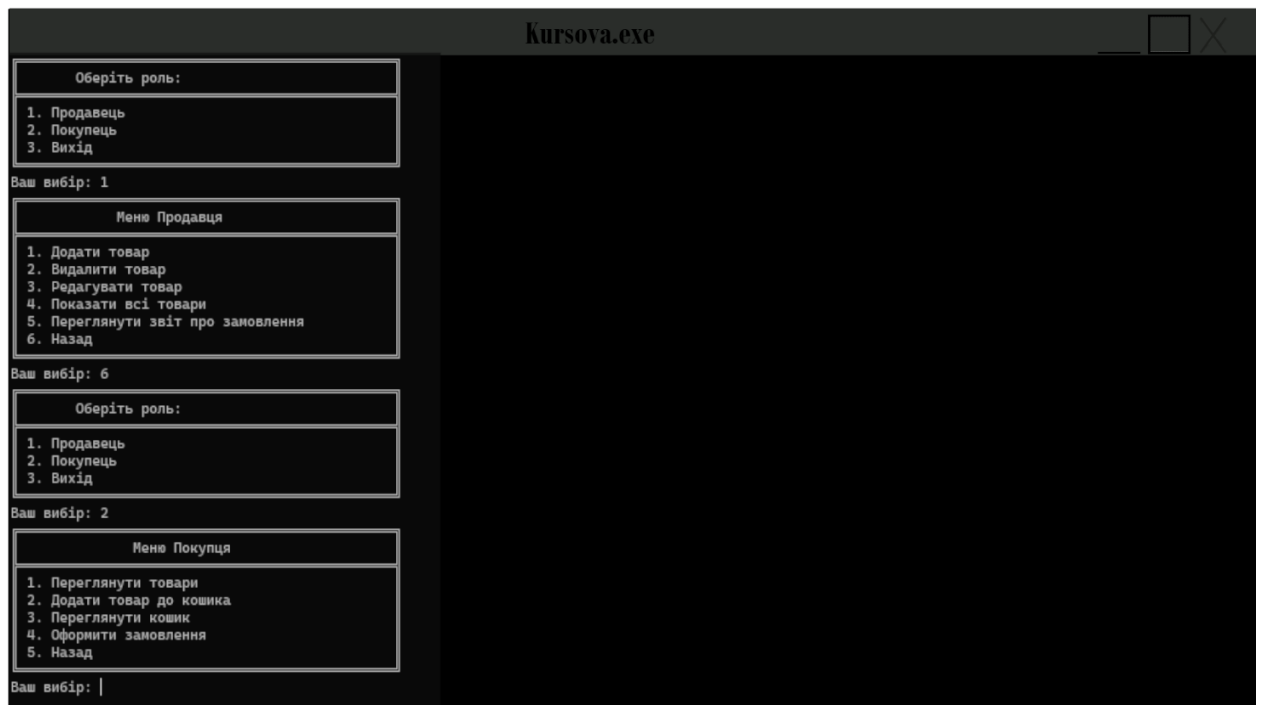 Kursova.exe
Оберіть роль:
1. Продавець
2. Покупець
3. Вихід
Ваш вибір: 1
Меню Продавця
1. Додати товар
2. Видалити товар
3. Редагувати товар
4. Показати всі товари
5. Переглянути звіт про замовлення
6. Назад
Ваш вибір: 6
Оберіть роль:
1. Продавець
2. Покупець
3. Вихід
Ваш вибір: 2
Меню Покупця
1. Переглянути товари
2. Додати товар до кошика
3. Переглянути кошик
4. Оформити замовлення
5. Назад
Ваш вибір: